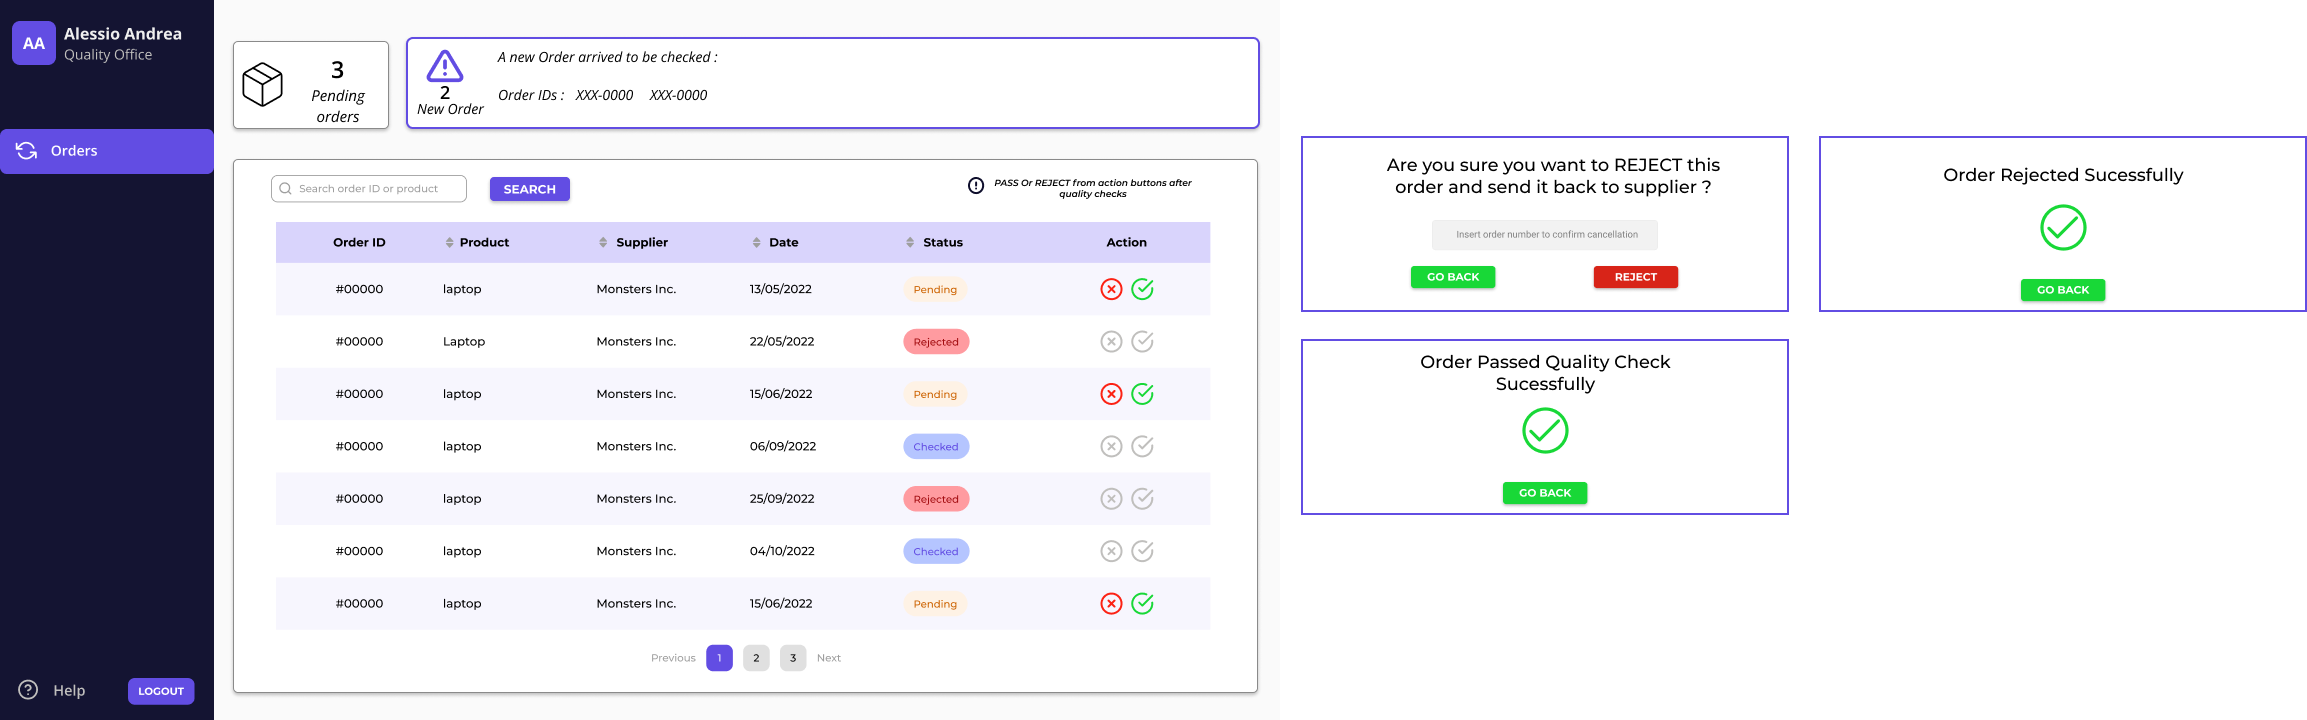 AA
Alessio Andrea
Quality Office
Orders
Help
LOGOUT
3
Pending
orders
2
New Order
A new Order arrived to be checked :
Order IDs : XXX-0000 XXX-0000
Search order ID or product
SEARCH
PASS Or REJECT from action buttons after
quality checks
Order ID Product Supplier Date Status Action
#00000 laptop Monsters Inc. 13/05/2022 Pending
#00000 Laptop Monsters Inc. 22/05/2022 Rejected
#00000 laptop Monsters Inc. 15/06/2022 Pending
#00000 laptop Monsters Inc. 06/09/2022 Checked
#00000 laptop Monsters Inc. 25/09/2022 Rejected
#00000 laptop Monsters Inc. 04/10/2022 Checked
#00000 laptop Monsters Inc. 15/06/2022 Pending
Previous 1 2 3 Next
Are you sure you want to REJECT this
order and send it back to supplier ?
Insert order number to confirm cancellation
GO BACK REJECT
Order Rejected Sucessfully
GO BACK
Order Passed Quality Check
Sucessfully
GO BACK